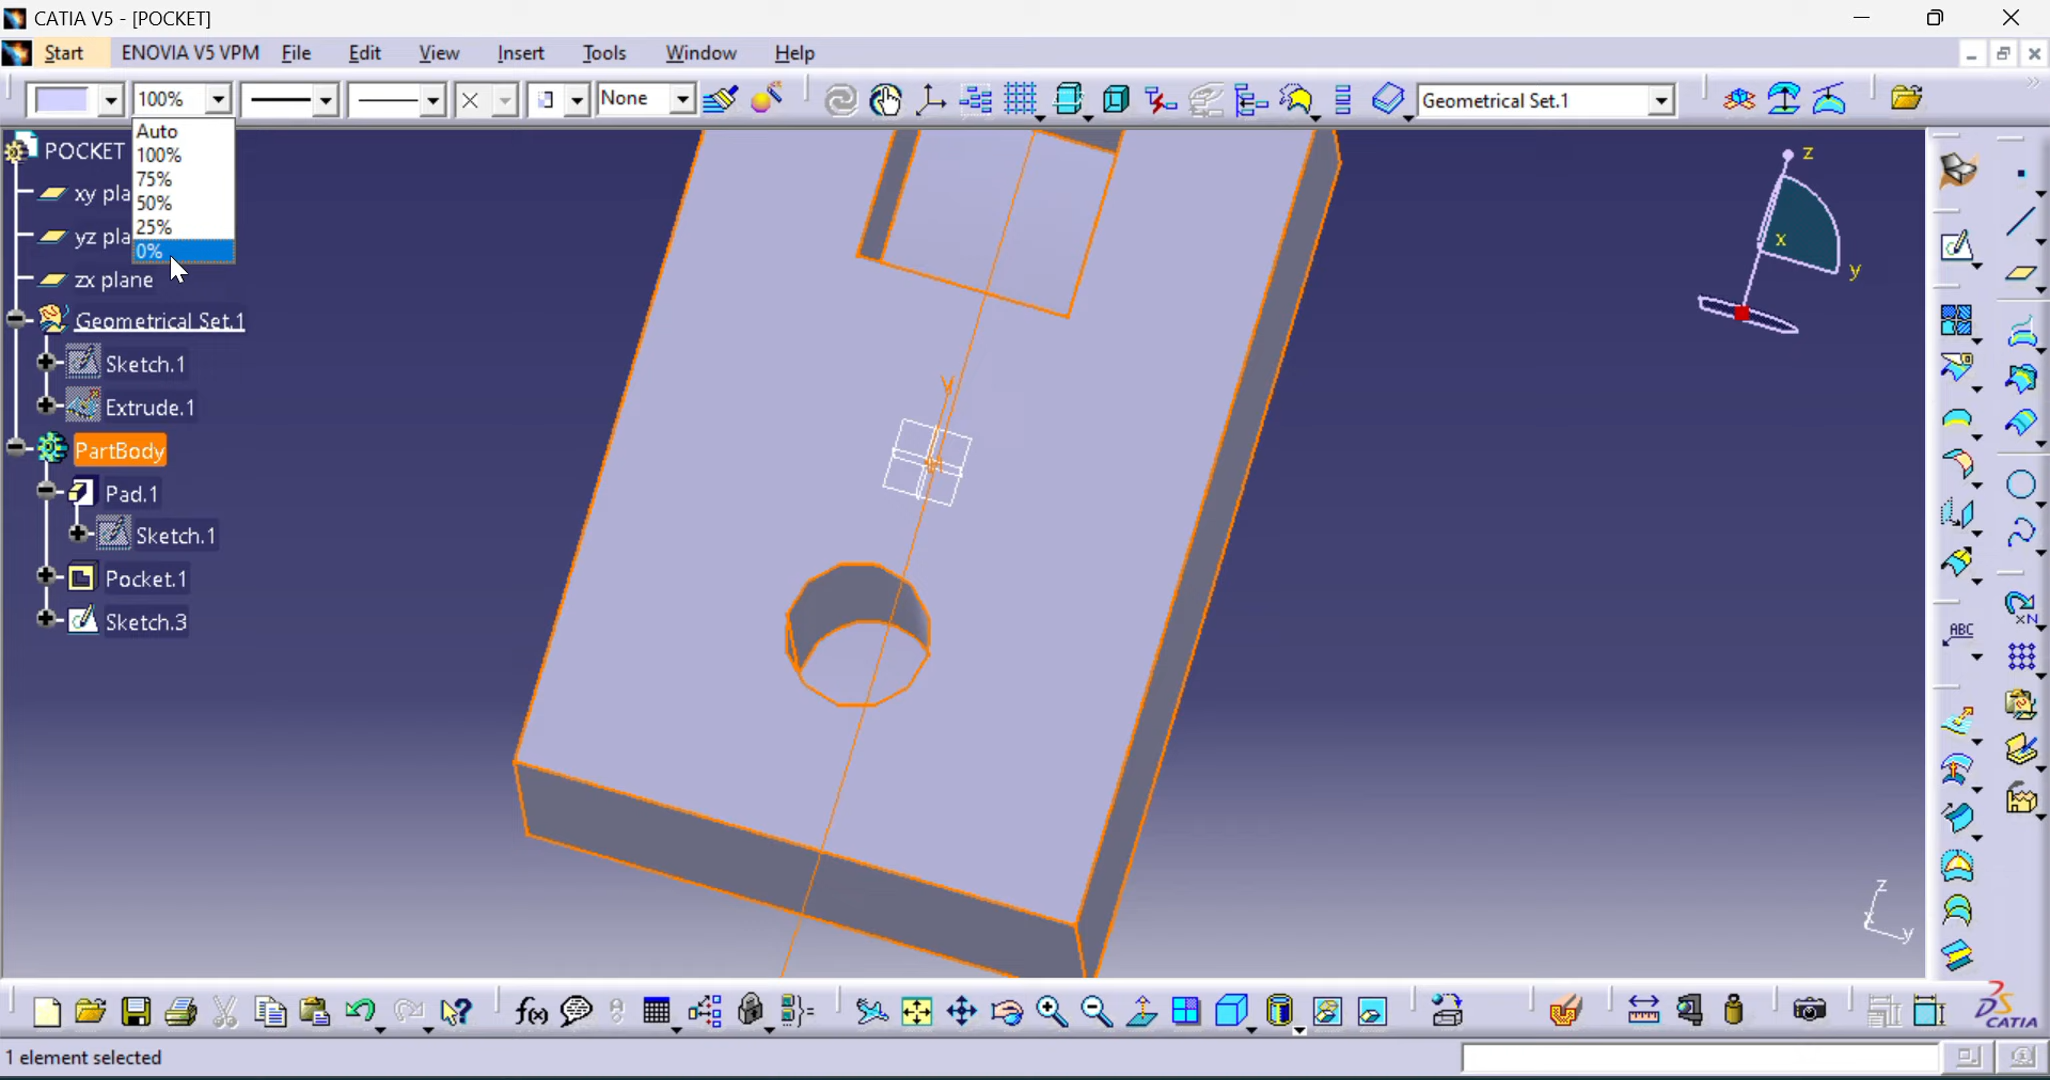 CATIA V5 - [POCKET]
Start ENOVIA V5 VPM File Edit View Insert Tools Window Help
100% None Geometrical Set.1
Auto
100%
75%
50%
25%
0%
POCKET
xy pla
yz pla
zx plane
Geometrical Set.1
Sketch.1
Extrude.1
PartBody
Pad.1
Sketch.1
Pocket.1
Sketch.3
y
z
x
y
z
x
y
ABC
xN
f(x)
DS CATIA
1 element selected